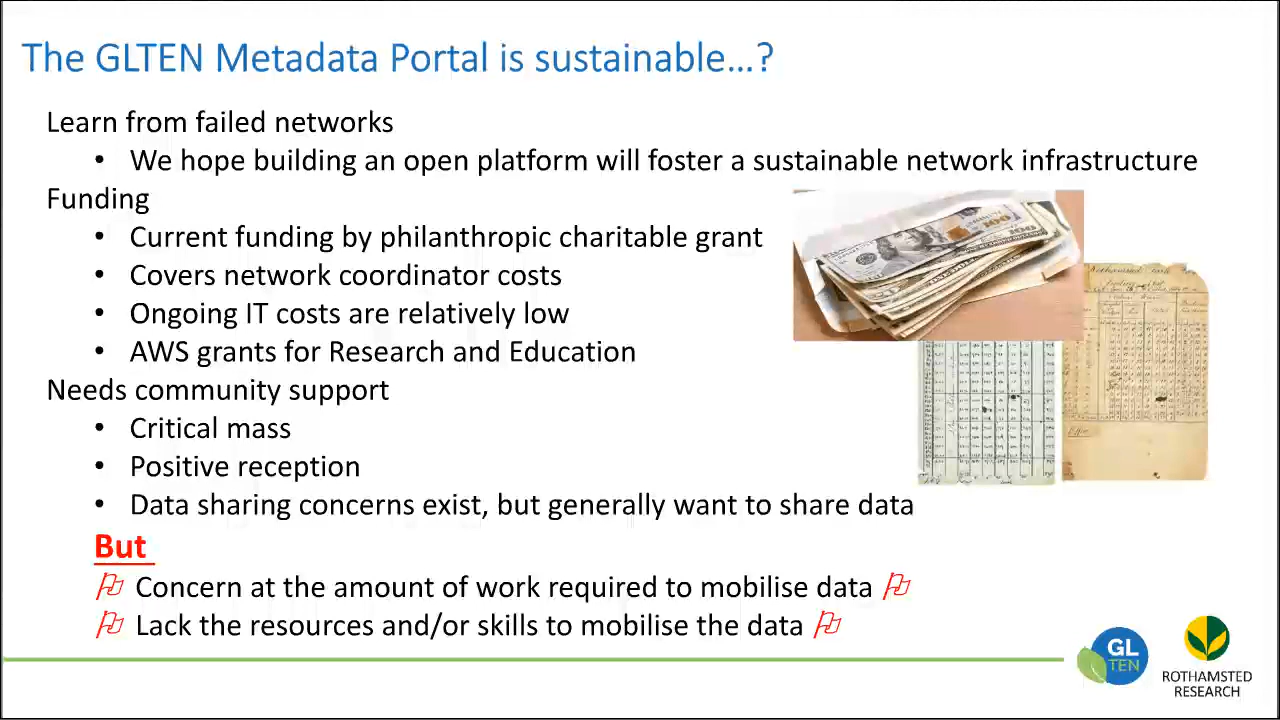 The GLTEN Metadata Portal is sustainable...?
Learn from failed networks
• We hope building an open platform will foster a sustainable network infrastructure
Funding
• Current funding by philanthropic charitable grant
• Covers network coordinator costs
• Ongoing IT costs are relatively low
• AWS grants for Research and Education
Needs community support
• Critical mass
• Positive reception
• Data sharing concerns exist, but generally want to share data
But
Concern at the amount of work required to mobilise data
Lack the resources and/or skills to mobilise the data
100
GL
TEN
ROTHAMSTED
RESEARCH